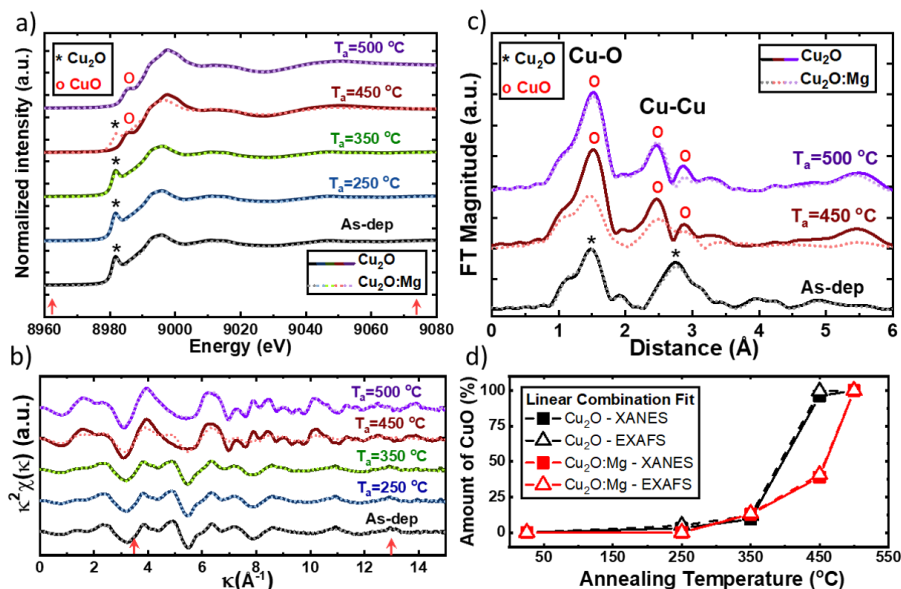 a)
Normalized intensity (a.u.)
* Cu₂O
o CuO
Tₐ=500 °C
Tₐ=450 °C
Tₐ=350 °C
Tₐ=250 °C
As-dep
Cu₂O
Cu₂O:Mg
8960 8980 9000 9020 9040 9060 9080
Energy (eV)
b)
κ²χ(κ) (a.u.)
Tₐ=500 °C
Tₐ=450 °C
Tₐ=350 °C
Tₐ=250 °C
As-dep
0 2 4 6 8 10 12 14
κ(Å⁻¹)
c)
FT Magnitude (a.u.)
* Cu₂O
o CuO
Cu-O
Cu-Cu
Cu₂O
Cu₂O:Mg
Tₐ=500 °C
Tₐ=450 °C
As-dep
0 1 2 3 4 5 6
Distance (Å)
d)
Amount of CuO (%)
100
75
50
25
0
Linear Combination Fit
Cu₂O - XANES
Cu₂O - EXAFS
Cu₂O:Mg - XANES
Cu₂O:Mg - EXAFS
50 150 250 350 450 550
Annealing Temperature (°C)